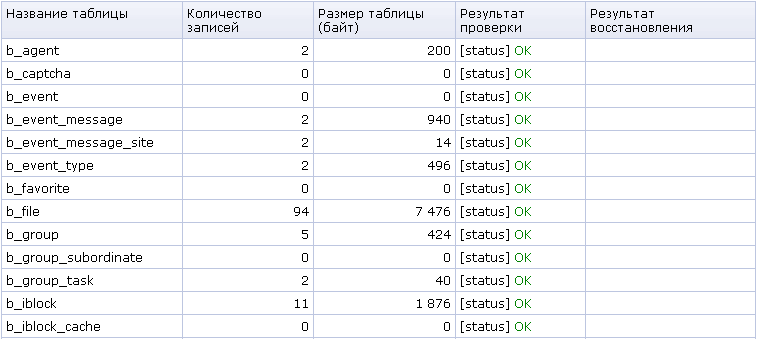 Название таблицы Количество записей Размер таблицы (байт) Результат проверки Результат восстановления
b_agent 2 200 [status] OK
b_captcha 0 0 [status] OK
b_event 0 0 [status] OK
b_event_message 2 940 [status] OK
b_event_message_site 2 14 [status] OK
b_event_type 2 496 [status] OK
b_favorite 0 0 [status] OK
b_file 94 7 476 [status] OK
b_group 5 424 [status] OK
b_group_subordinate 0 0 [status] OK
b_group_task 2 40 [status] OK
b_iblock 11 1 876 [status] OK
b_iblock_cache 0 0 [status] OK